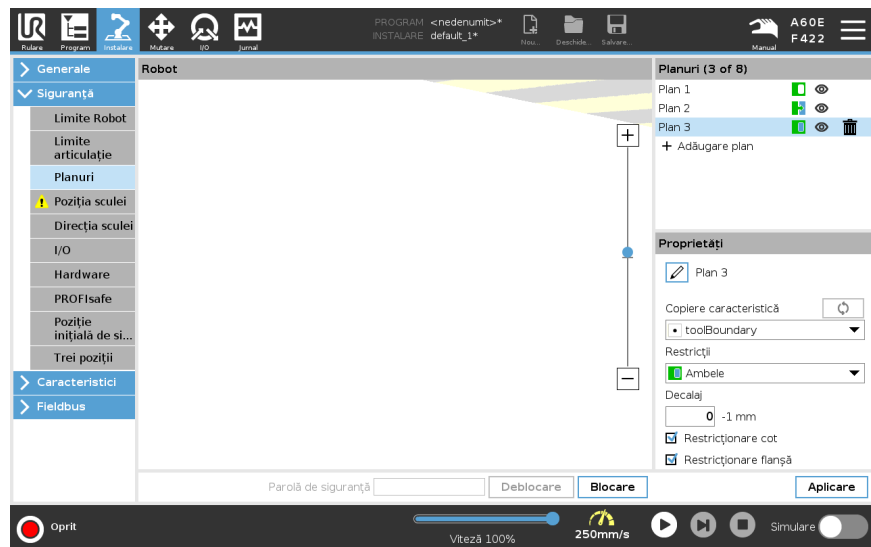 PROGRAM <nedenumit>*
INSTALARE default_1*
Rulare
Program
Instalare
Mutare
I/O
Jurnal
Nou...
Deschide...
Salvare...
Manual
A60E
F422
Generale
Siguranță
Limite Robot
Limite
articulație
Planuri
Poziția sculei
Direcția sculei
I/O
Hardware
PROFIsafe
Poziție
inițială de si...
Trei poziții
Caracteristici
Fieldbus
Robot
Planuri (3 of 8)
Plan 1
Plan 2
Plan 3
Adăugare plan
Proprietăți
Plan 3
Copiere caracteristică
toolBoundary
Restricții
Ambele
Decalaj
0 -1 mm
Restricționare cot
Restricționare flanșă
Parolă de siguranță
Deblocare
Blocare
Aplicare
Oprit
Viteză 100%
250mm/s
Simulare